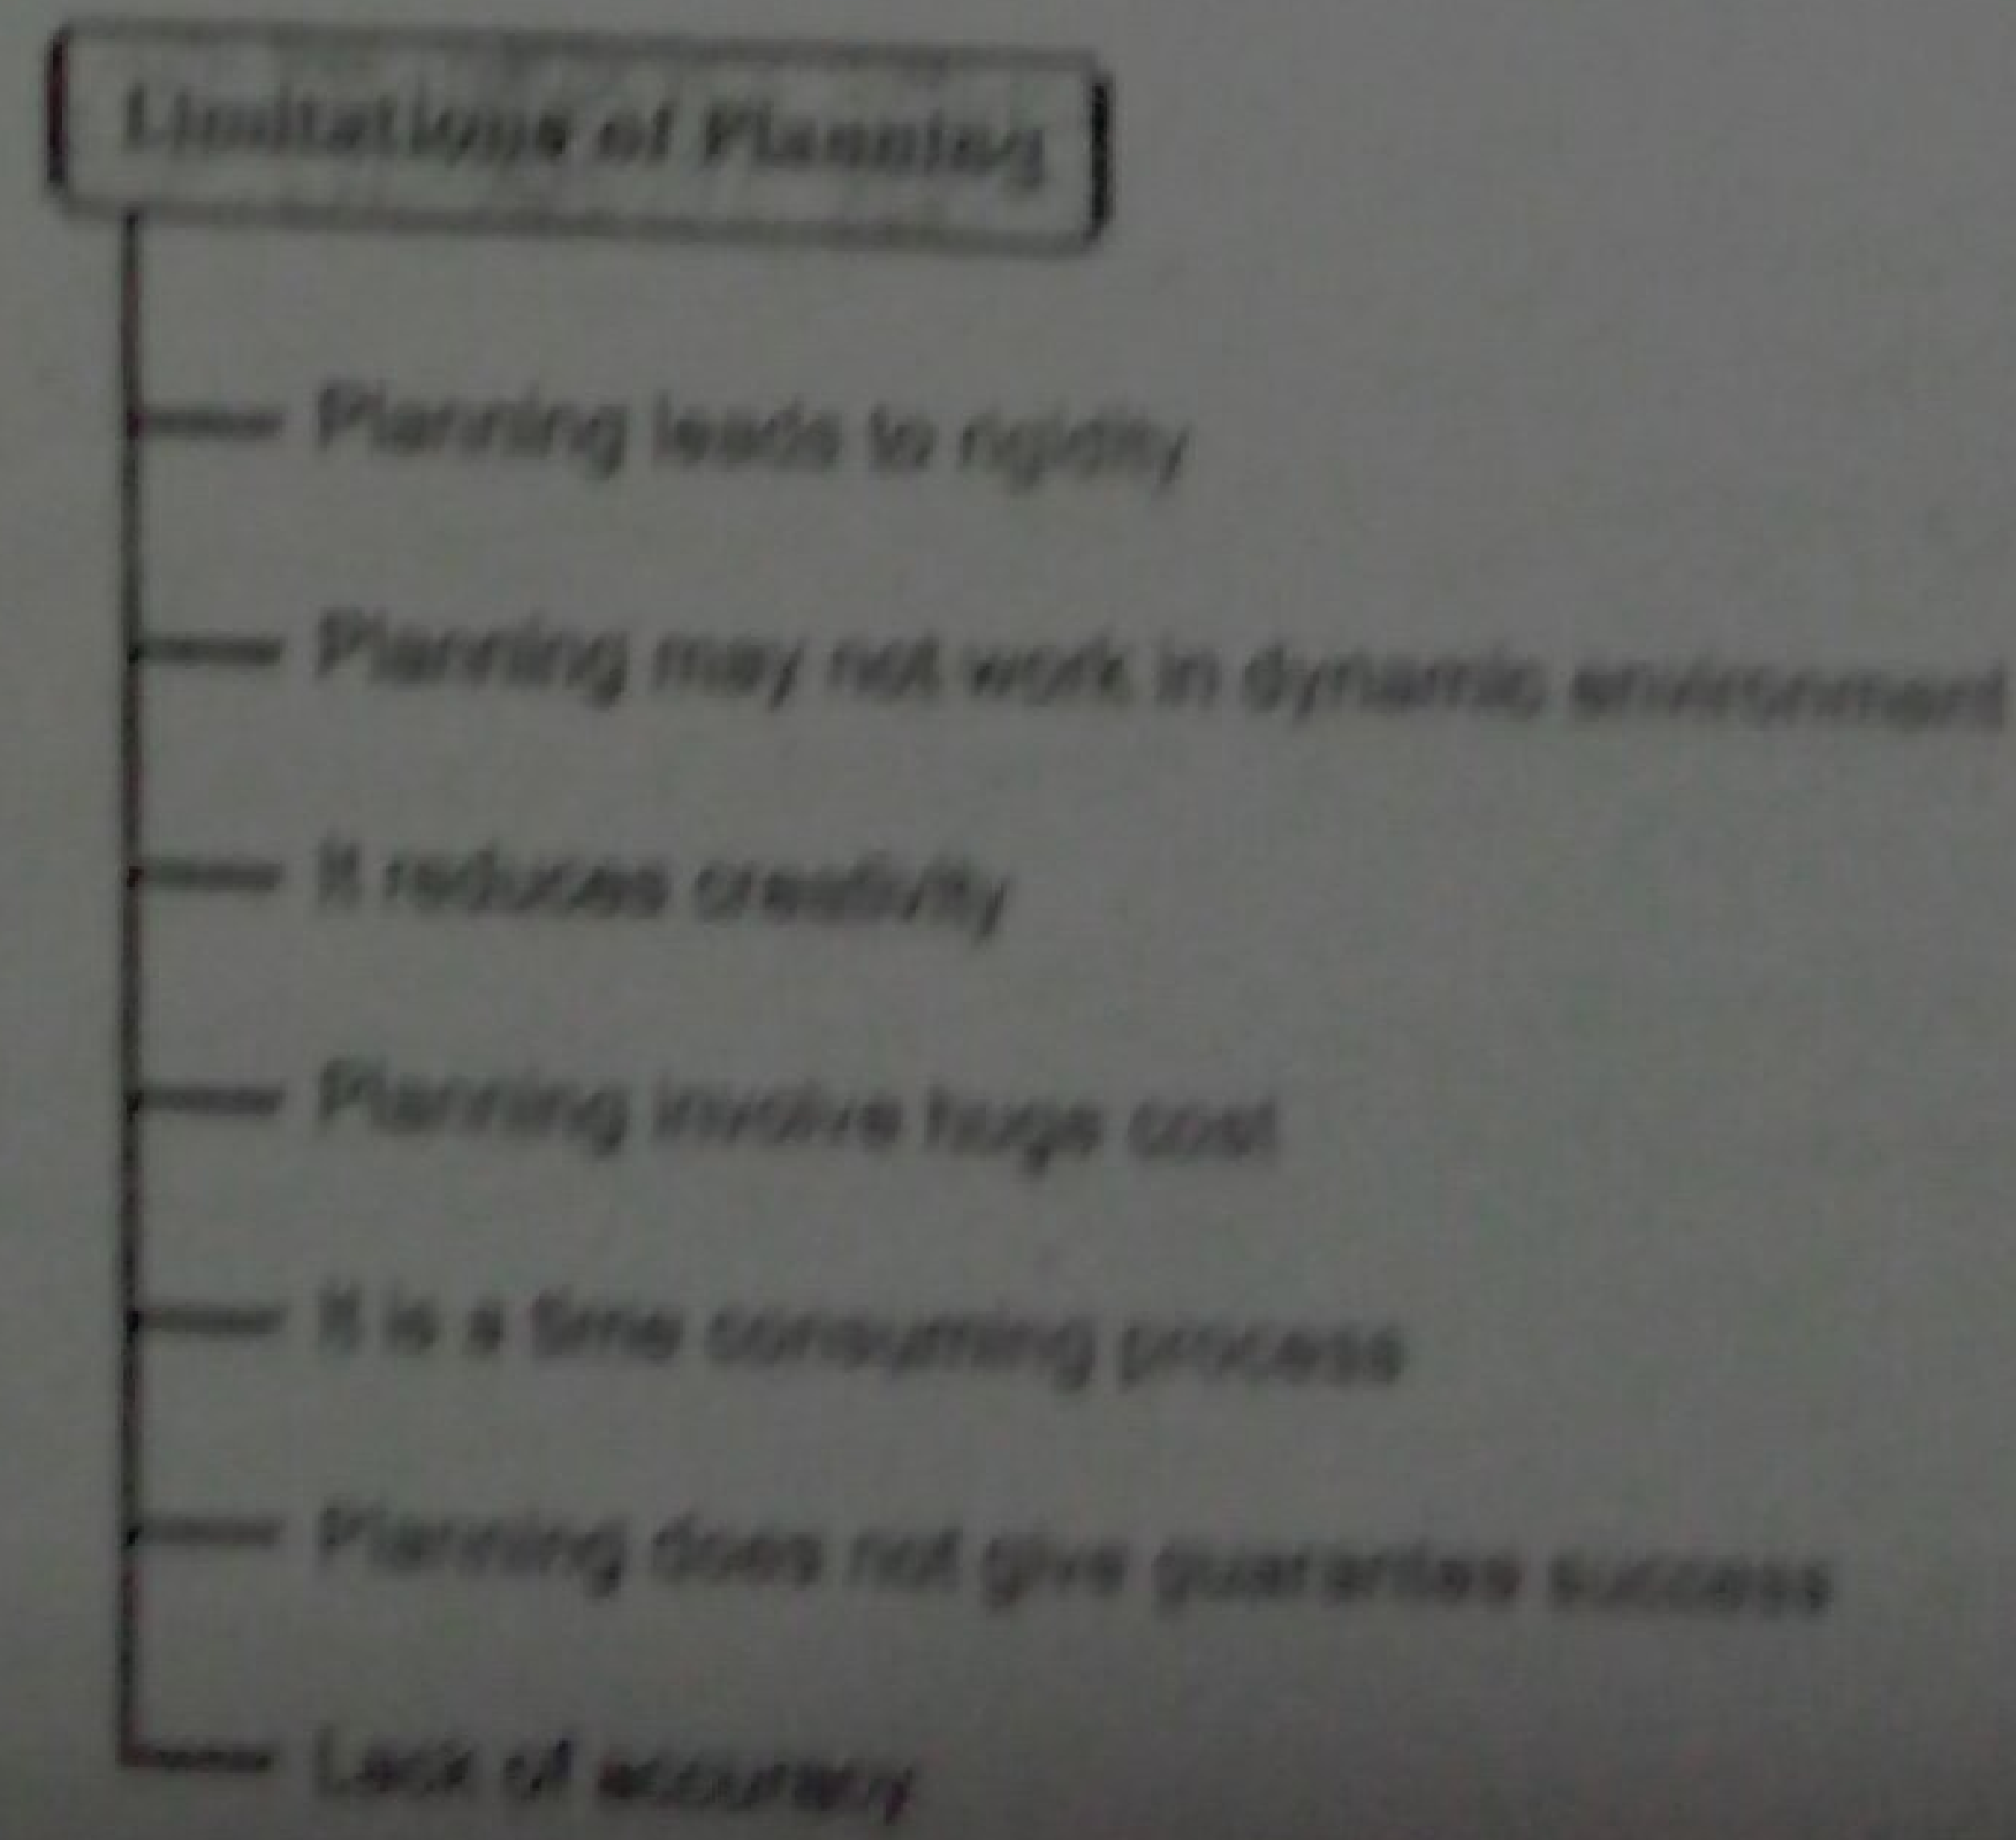 Limitations of Planning
Planning leads to rigidity
Planning may not work in dynamic environment
It reduces creativity
Planning involve huge cost
It is a time consuming process
Planning does not give guarantee success
Lack of accuracy